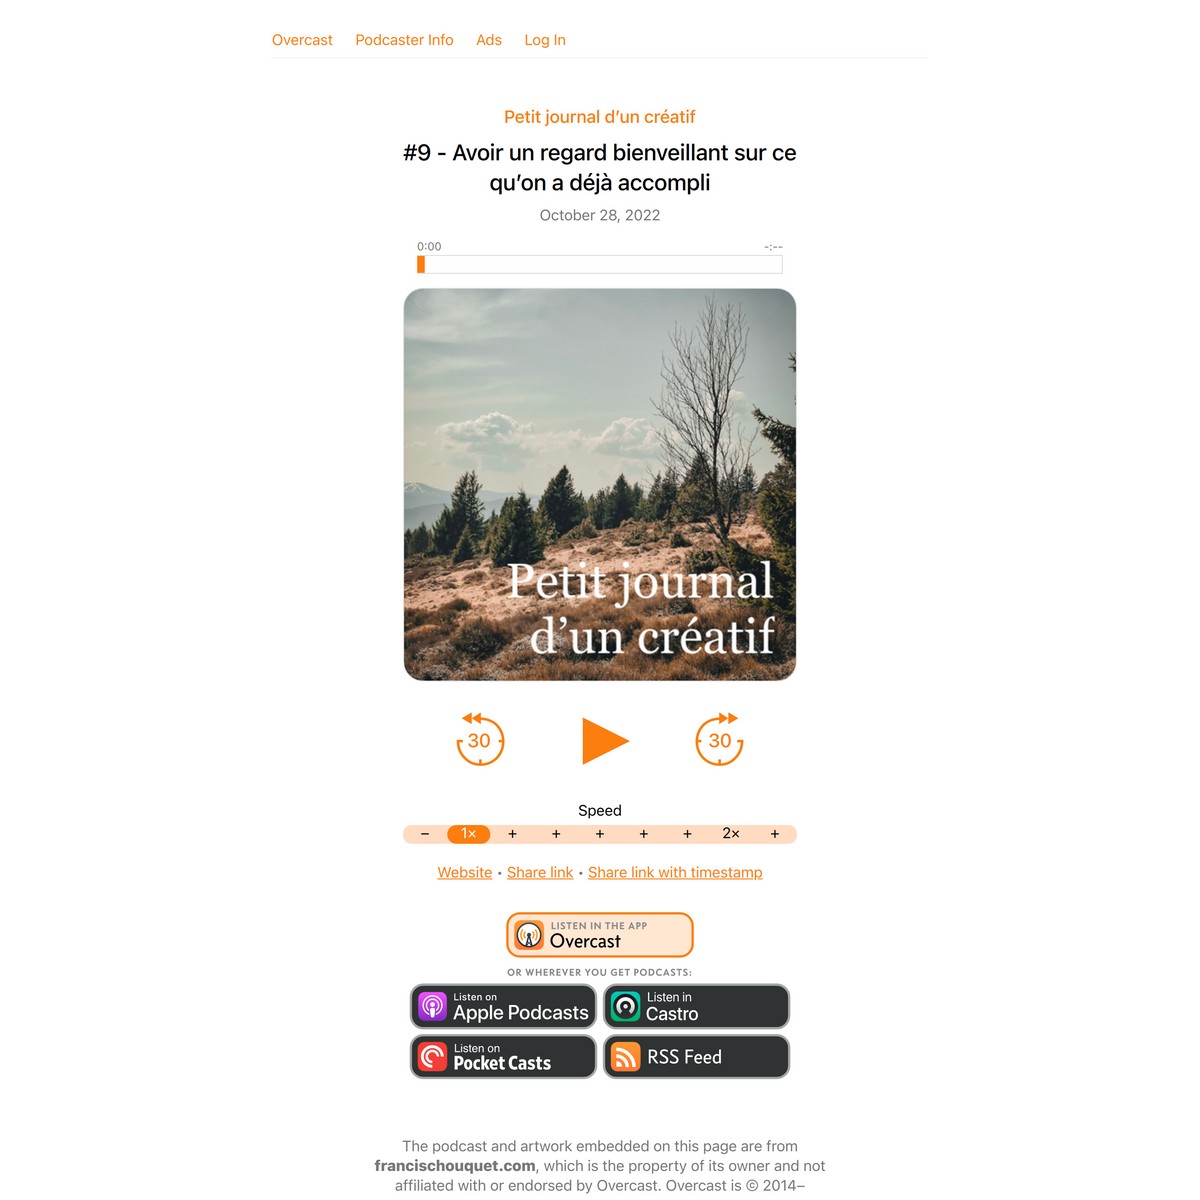 Overcast Podcaster Info Ads Log In
Petit journal d’un créatif
#9 - Avoir un regard bienveillant sur ce
qu’on a déjà accompli
October 28, 2022
0:00 -:--
Petit journal
d’un créatif
30 30
Speed
− 1× + + + + + 2× +
Website • Share link • Share link with timestamp
LISTEN IN THE APP
Overcast
OR WHEREVER YOU GET PODCASTS:
Listen on
Apple Podcasts
Listen in
Castro
Listen on
Pocket Casts
RSS Feed
The podcast and artwork embedded on this page are from
francischouquet.com, which is the property of its owner and not
affiliated with or endorsed by Overcast. Overcast is © 2014–